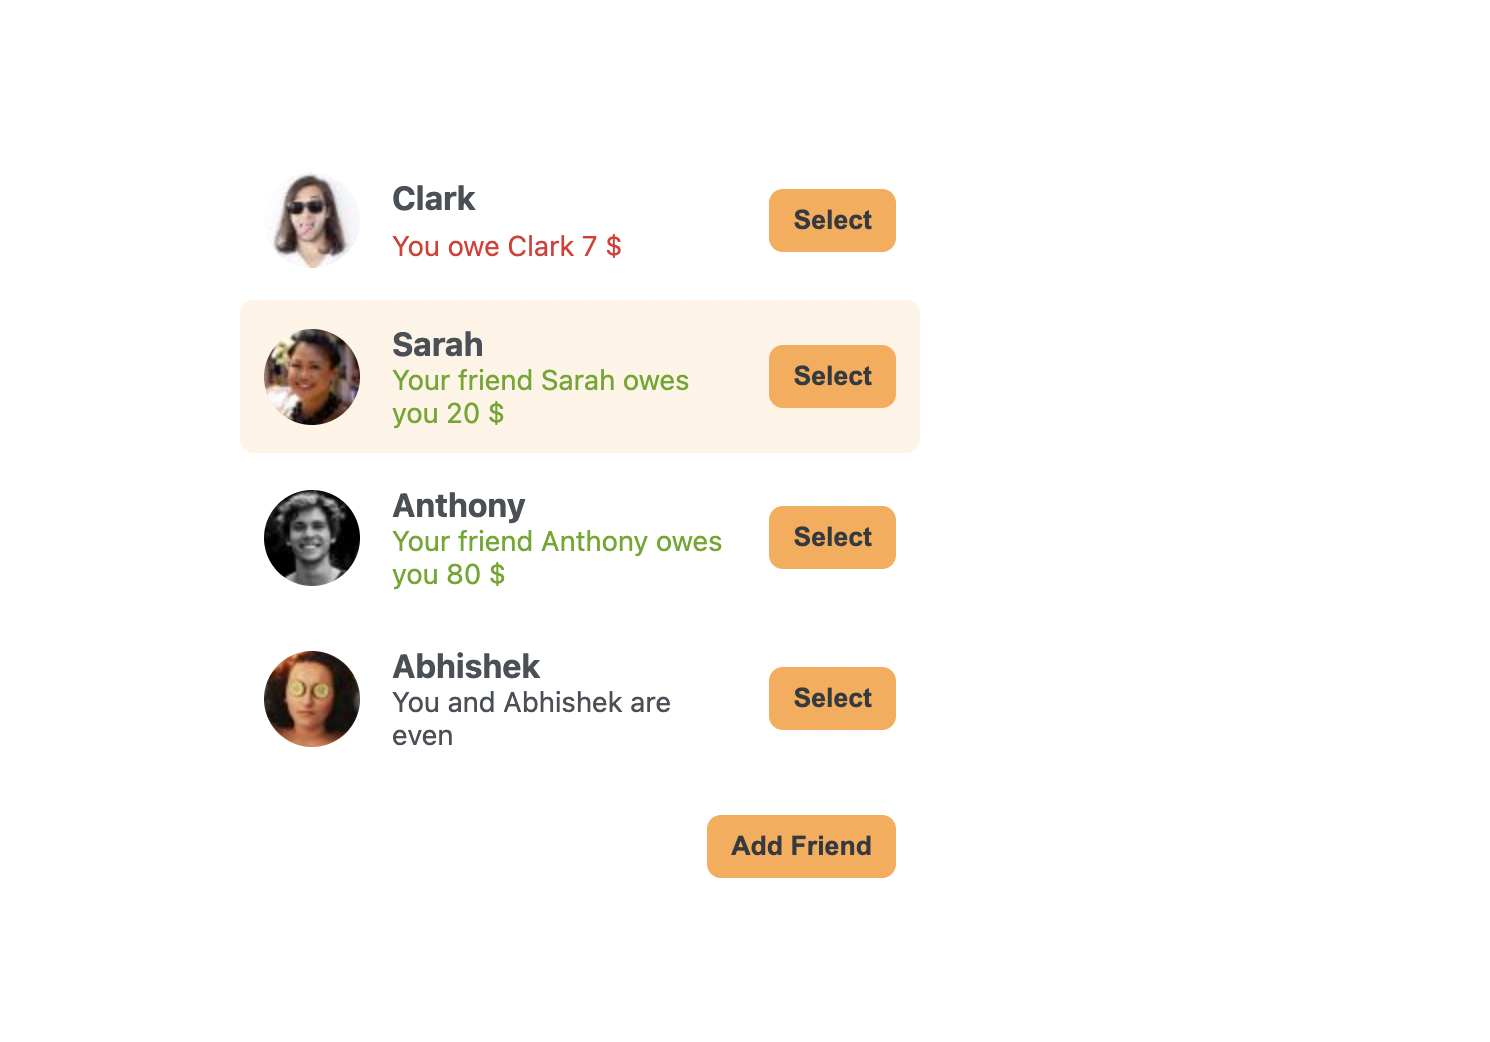 Clark
You owe Clark 7 $
Select
Sarah
Your friend Sarah owes
you 20 $
Select
Anthony
Your friend Anthony owes
you 80 $
Select
Abhishek
You and Abhishek are
even
Select
Add Friend